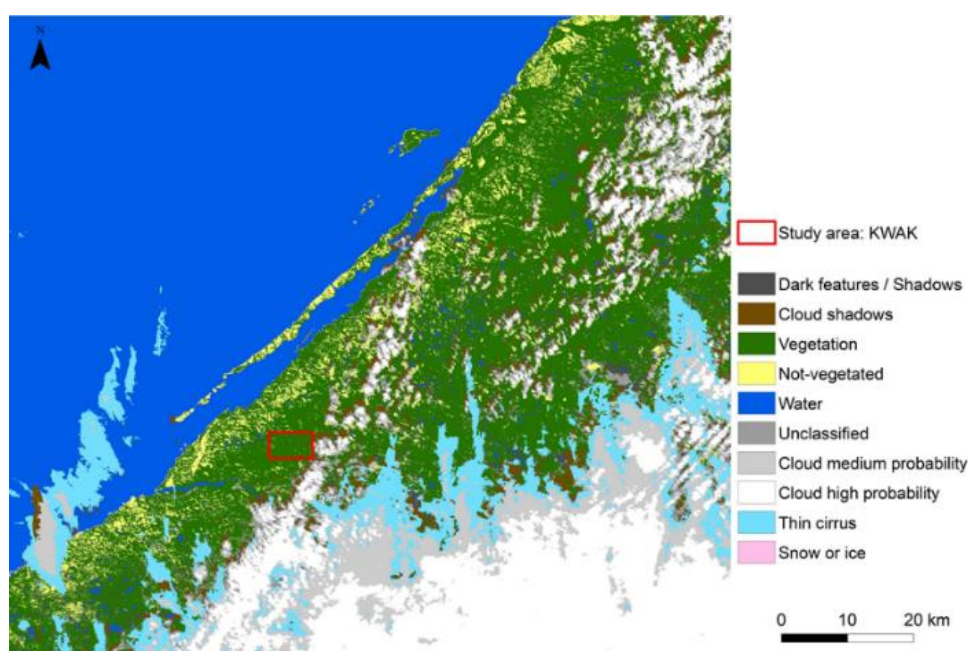 N
Study area: KWAK
Dark features / Shadows
Cloud shadows
Vegetation
Not-vegetated
Water
Unclassified
Cloud medium probability
Cloud high probability
Thin cirrus
Snow or ice
0 10 20 km